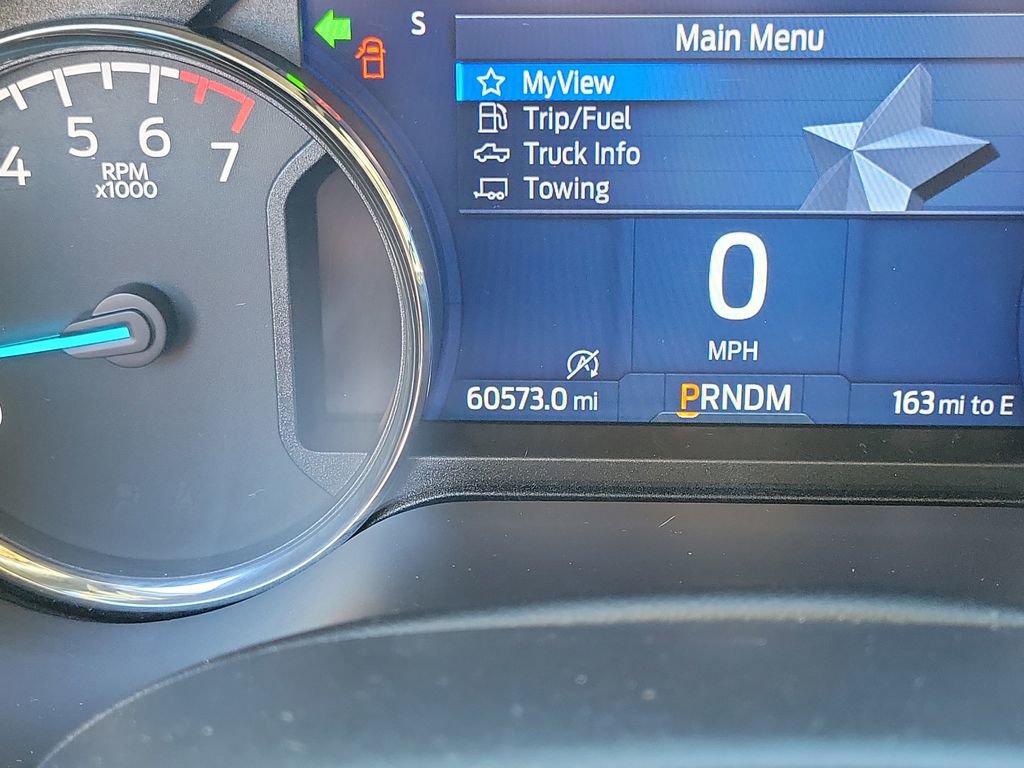 S
Main Menu
MyView
Trip/Fuel
Truck Info
Towing
4 5 6 7
RPM
x1000
0
MPH
A
60573.0 mi
PRNDM
163 mi to E